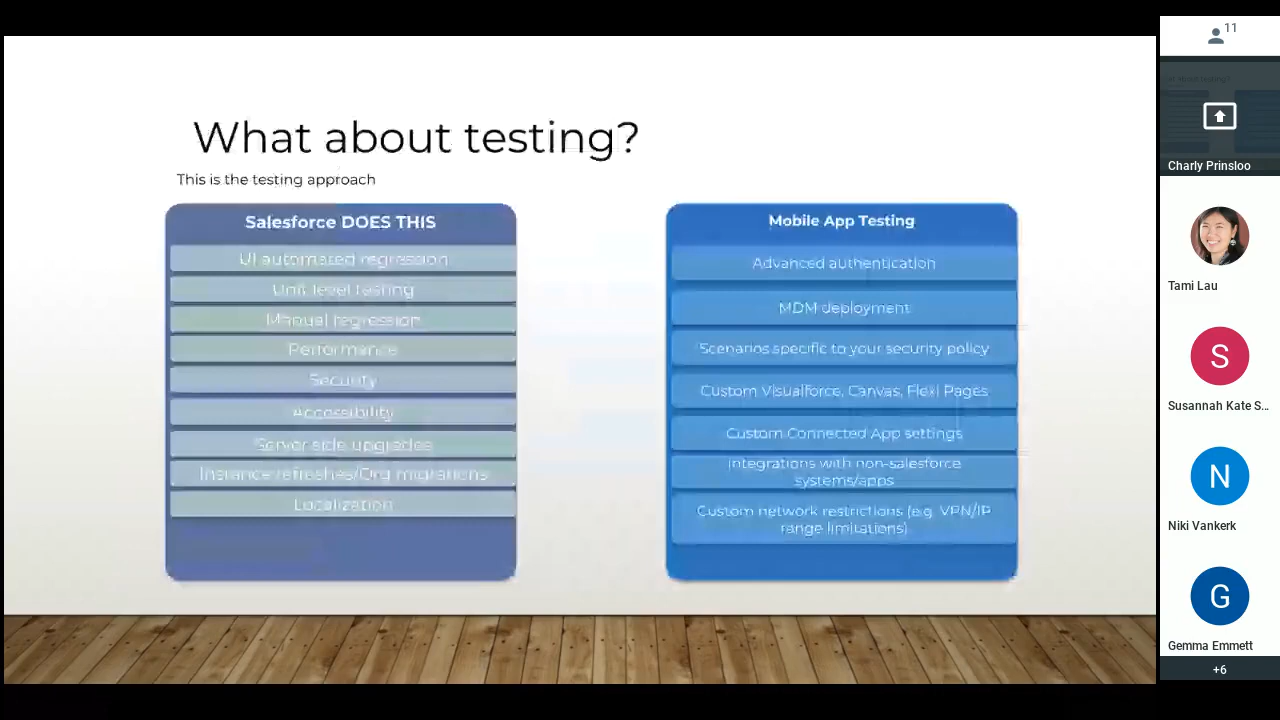 What about testing?
This is the testing approach
Salesforce DOES THIS
UI automated regression
Unit level testing
Manual regression
Performance
Security
Accessibility
Server side upgrades
Instance refreshes/Org migrations
Localization
Mobile App Testing
Advanced authentication
MDM deployment
Scenarios specific to your security policy
Custom Visualforce, Canvas, Flexi Pages
Custom Connected App settings
Integrations with non-salesforce
systems/apps
Custom network restrictions (e.g. VPN/IP
range limitations)
11
Charly Prinsloo
Tami Lau
S
Susannah Kate S...
N
Niki Vankerk
G
Gemma Emmett
+6